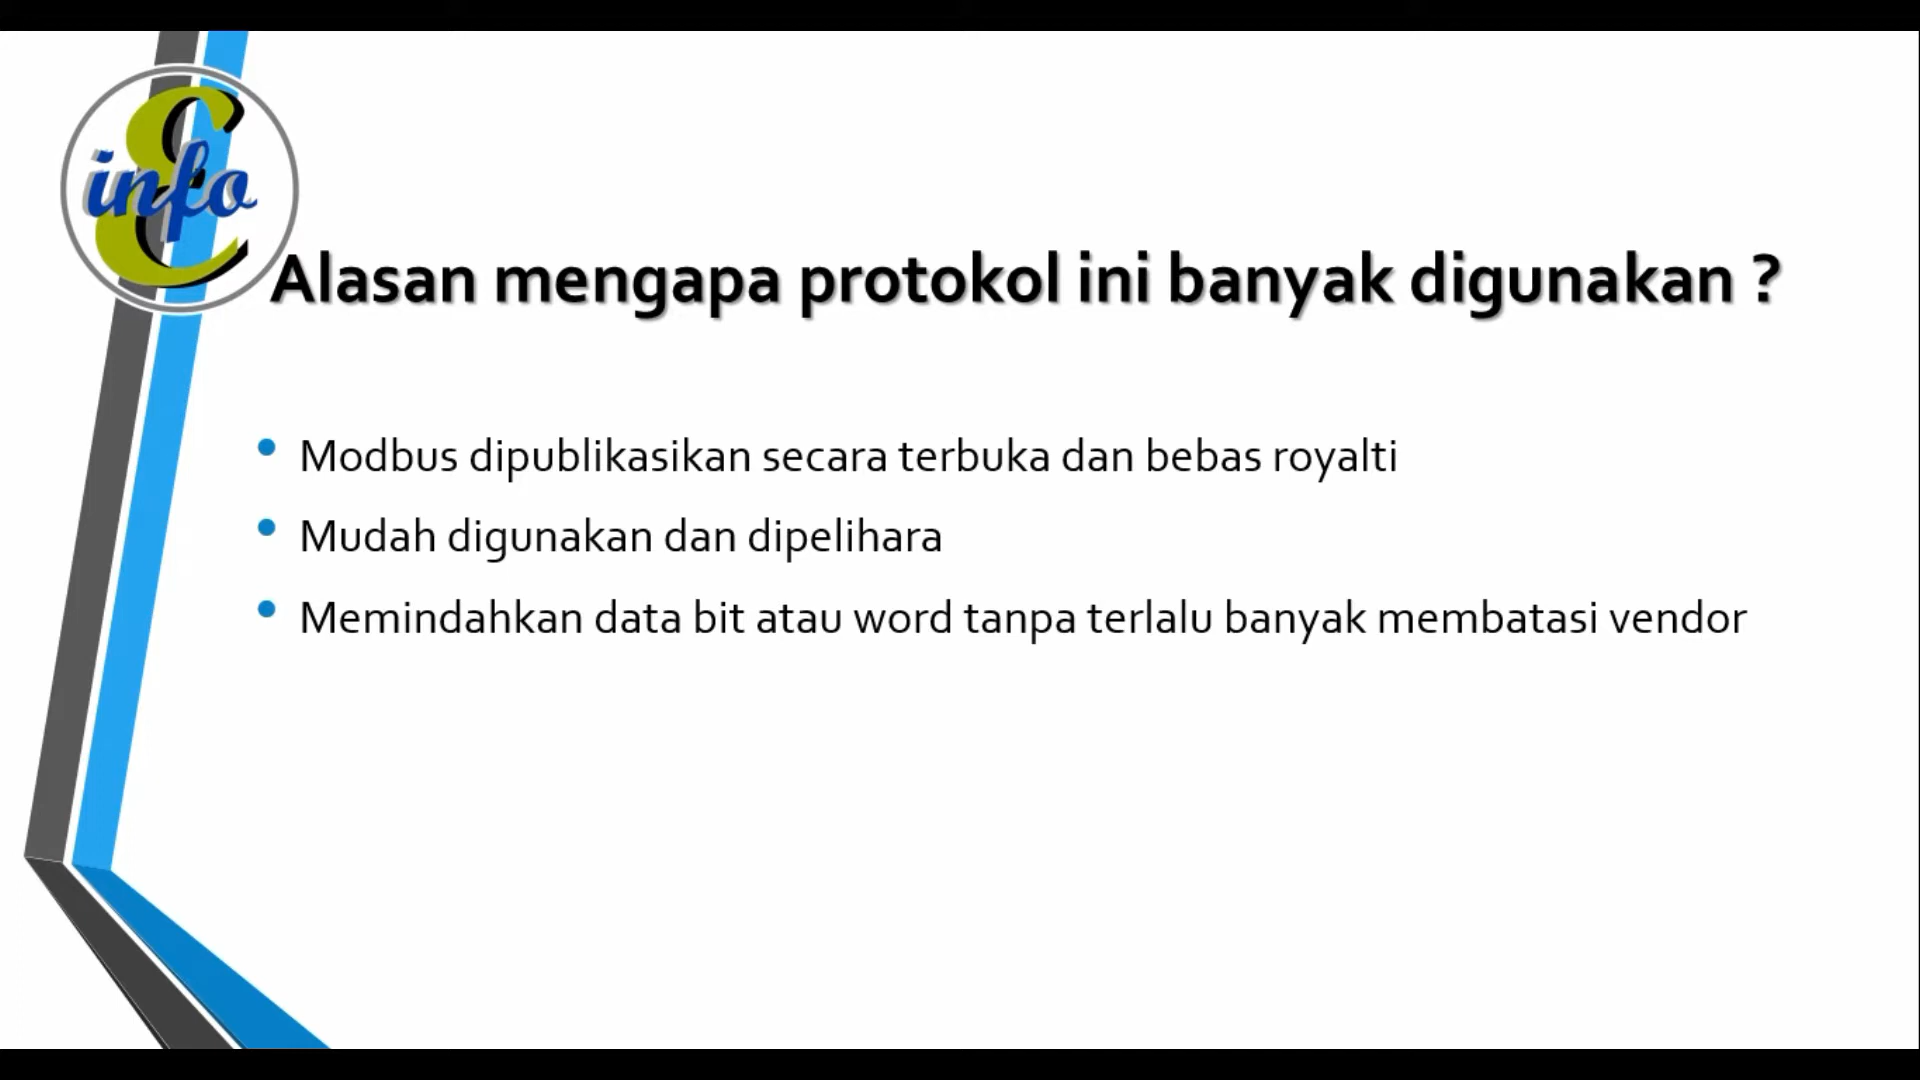 info
Alasan mengapa protokol ini banyak digunakan ?
• Modbus dipublikasikan secara terbuka dan bebas royalti
• Mudah digunakan dan dipelihara
• Memindahkan data bit atau word tanpa terlalu banyak membatasi vendor